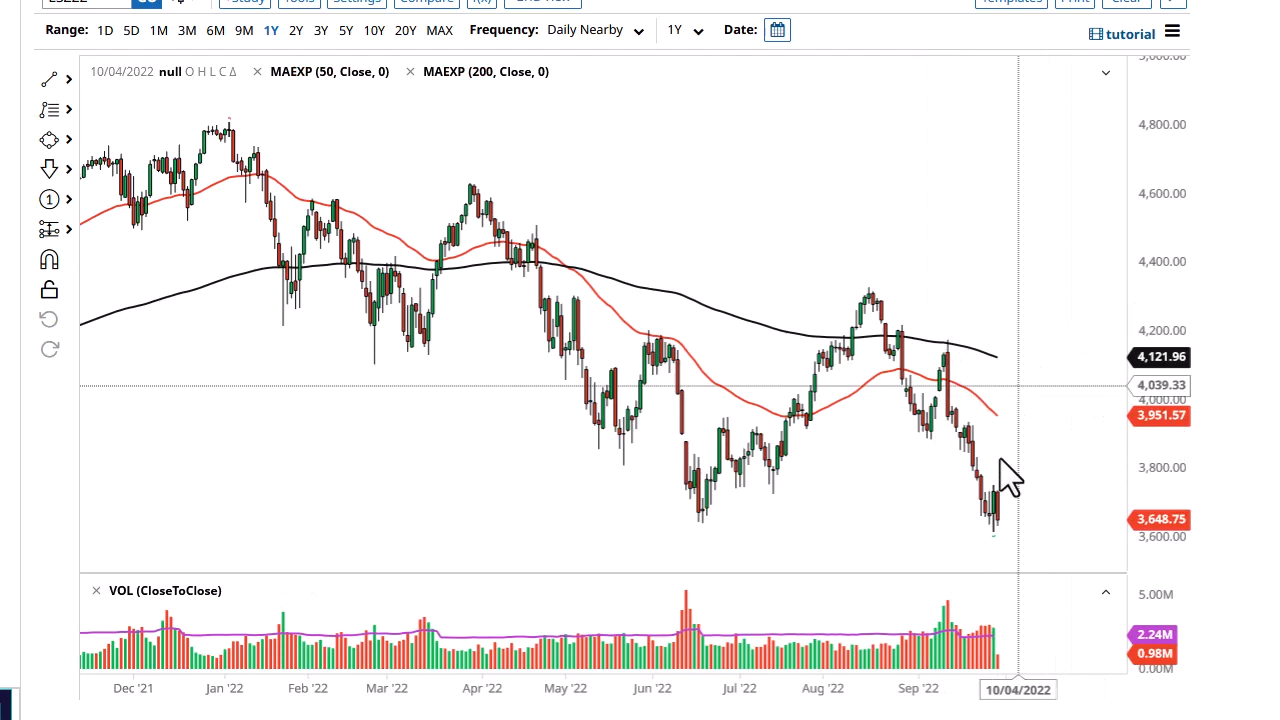 Range: 1D 5D 1M 3M 6M 9M 1Y 2Y 3Y 5Y 10Y 20Y MAX Frequency: Daily Nearby 1Y Date: tutorial
10/04/2022 null O H L C Δ × MAEXP (50, Close, 0) × MAEXP (200, Close, 0)
4,800.00
4,600.00
4,400.00
4,200.00
4,121.96
4,039.33
4,000.00
3,951.57
3,800.00
3,648.75
3,600.00
× VOL (CloseToClose)
5.00M
2.24M
0.98M
0.00M
Dec '21 Jan '22 Feb '22 Mar '22 Apr '22 May '22 Jun '22 Jul '22 Aug '22 Sep '22 10/04/2022